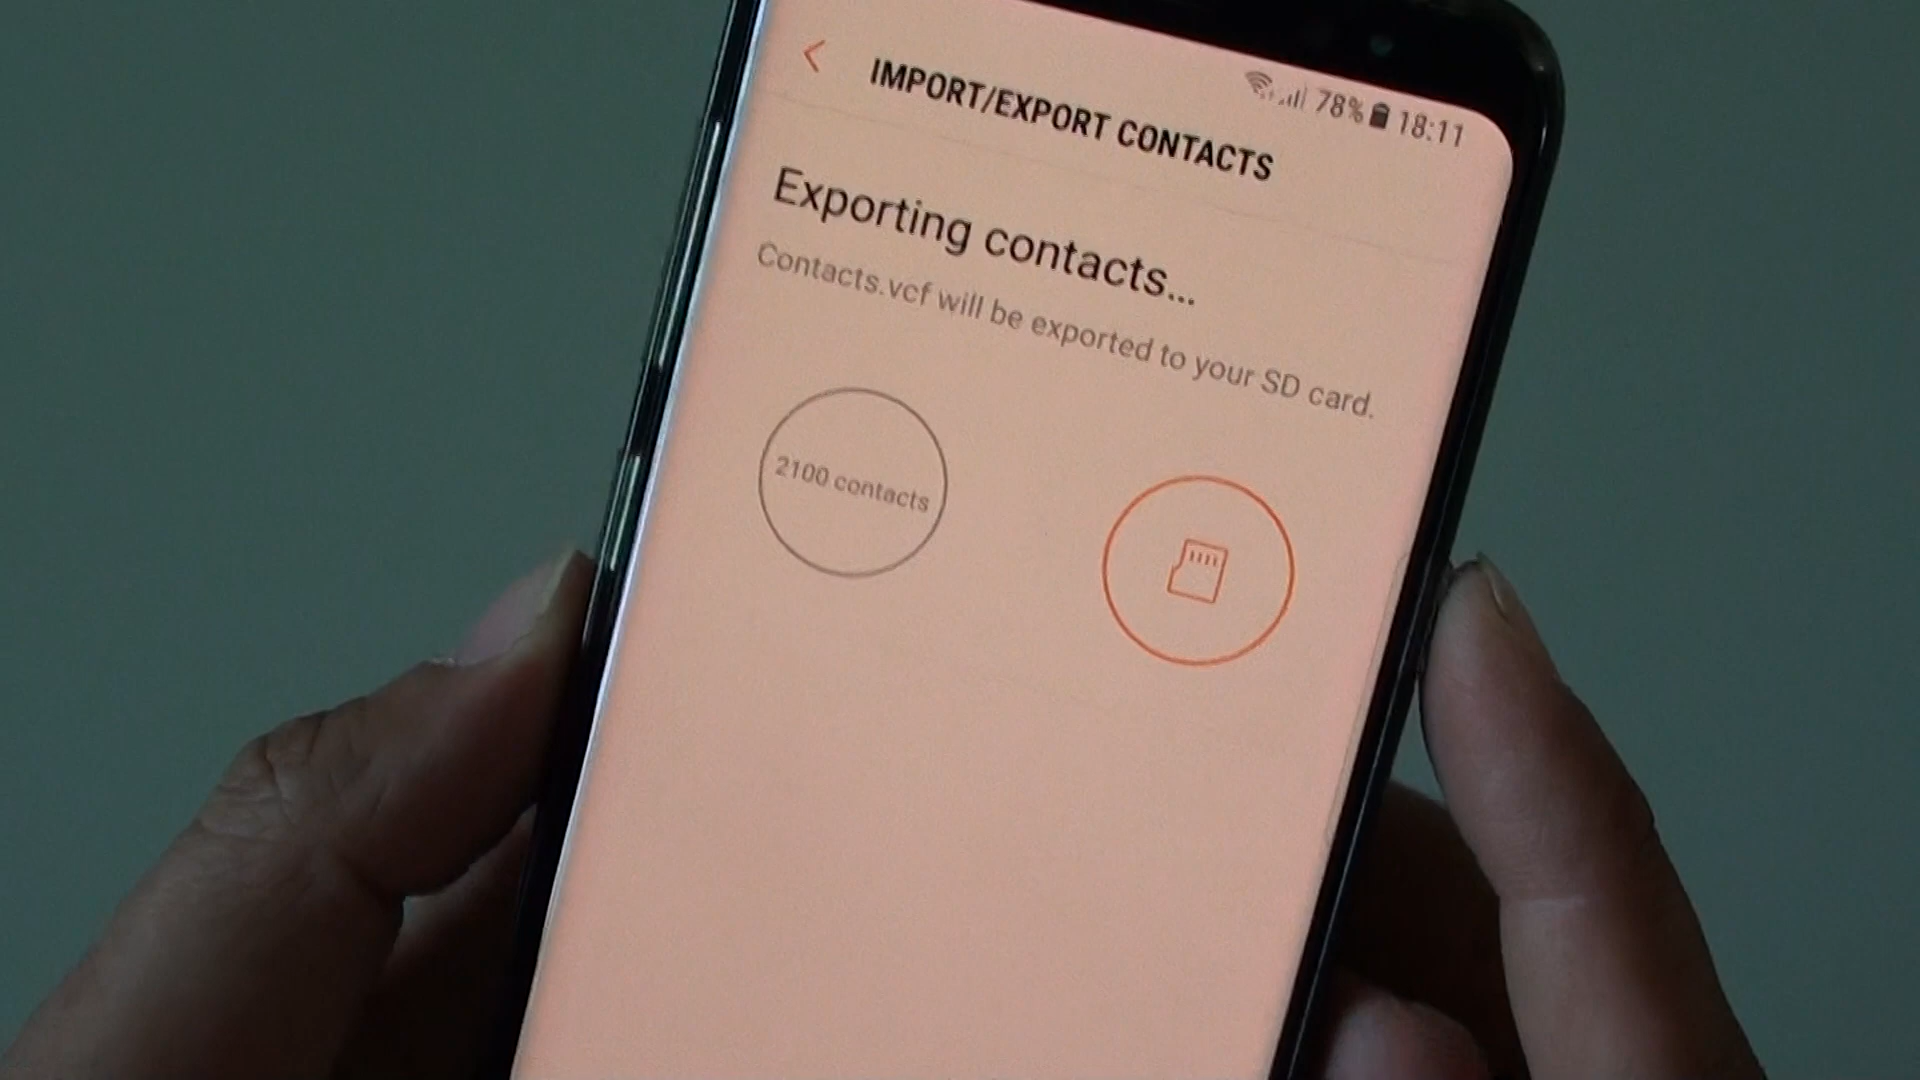 78% 18:11
IMPORT/EXPORT CONTACTS
Exporting contacts...
Contacts.vcf will be exported to your SD card.
2100 contacts